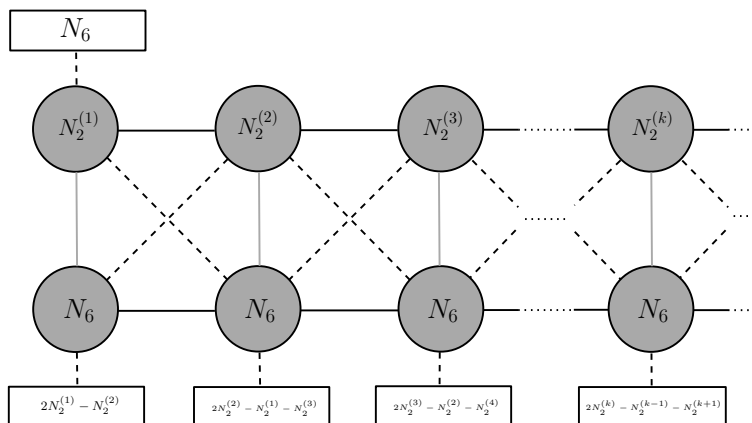 N_6
N_2^{(1)} N_2^{(2)} N_2^{(3)} N_2^{(k)}
N_6 N_6 N_6 N_6
2N_2^{(1)} − N_2^{(2)} 2N_2^{(2)} − N_2^{(1)} − N_2^{(3)} 2N_2^{(3)} − N_2^{(2)} − N_2^{(4)} 2N_2^{(k)} − N_2^{(k−1)} − N_2^{(k+1)}